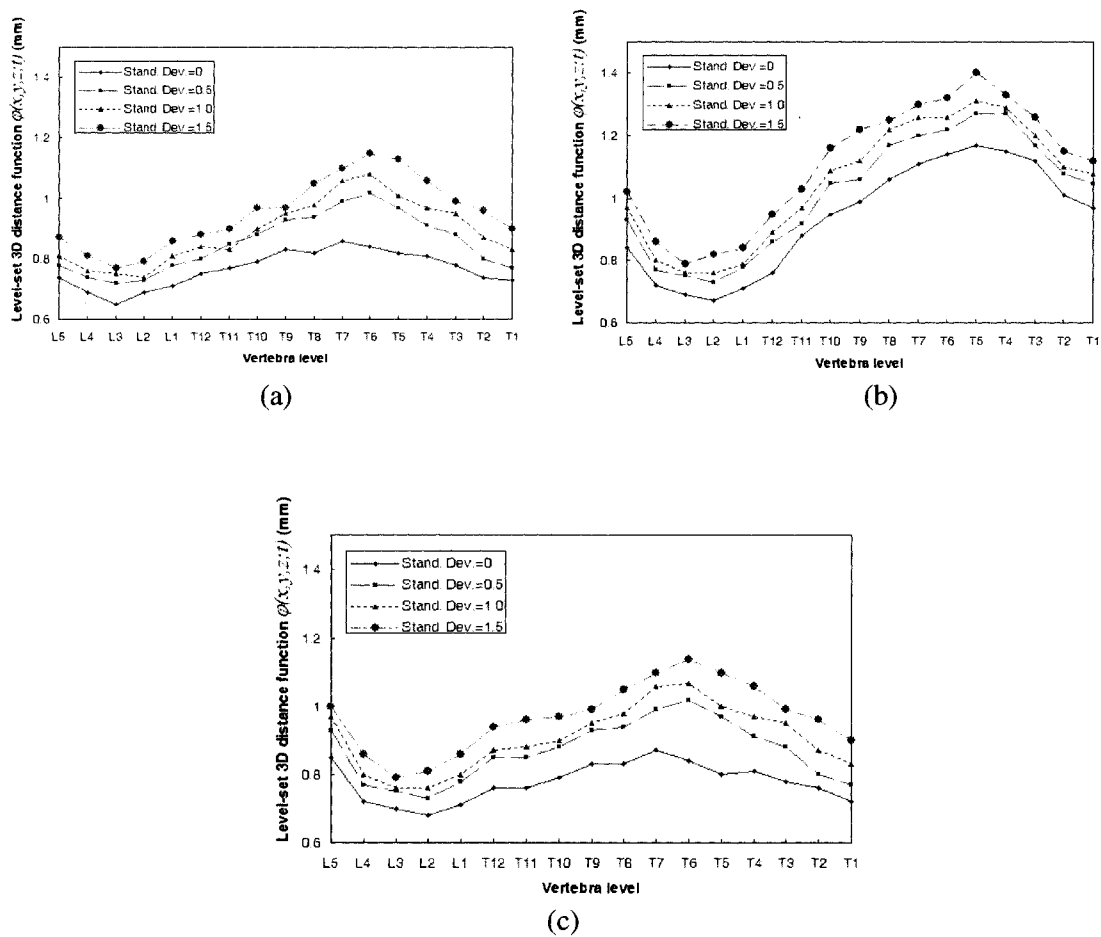 Level-set 3D distance function φ(x,y,z;t) (mm)
1.4
1.2
1
0.8
0.6
Stand. Dev.=0
Stand. Dev.=0.5
Stand. Dev.=1.0
Stand. Dev.=1.5
L5 L4 L3 L2 L1 T12 T11 T10 T9 T8 T7 T6 T5 T4 T3 T2 T1
Vertebra level
(a)
Level-set 3D distance function φ(x,y,z;t) (mm)
1.4
1.2
1
0.8
0.6
Stand. Dev.=0
Stand. Dev.=0.5
Stand. Dev.=1.0
Stand. Dev.=1.5
L5 L4 L3 L2 L1 T12 T11 T10 T9 T8 T7 T6 T5 T4 T3 T2 T1
Vertebra level
(b)
Level-set 3D distance function φ(x,y,z;t) (mm)
1.4
1.2
1
0.8
0.6
Stand. Dev.=0
Stand. Dev.=0.5
Stand. Dev.=1.0
Stand. Dev.=1.5
L5 L4 L3 L2 L1 T12 T11 T10 T9 T8 T7 T6 T5 T4 T3 T2 T1
Vertebra level
(c)